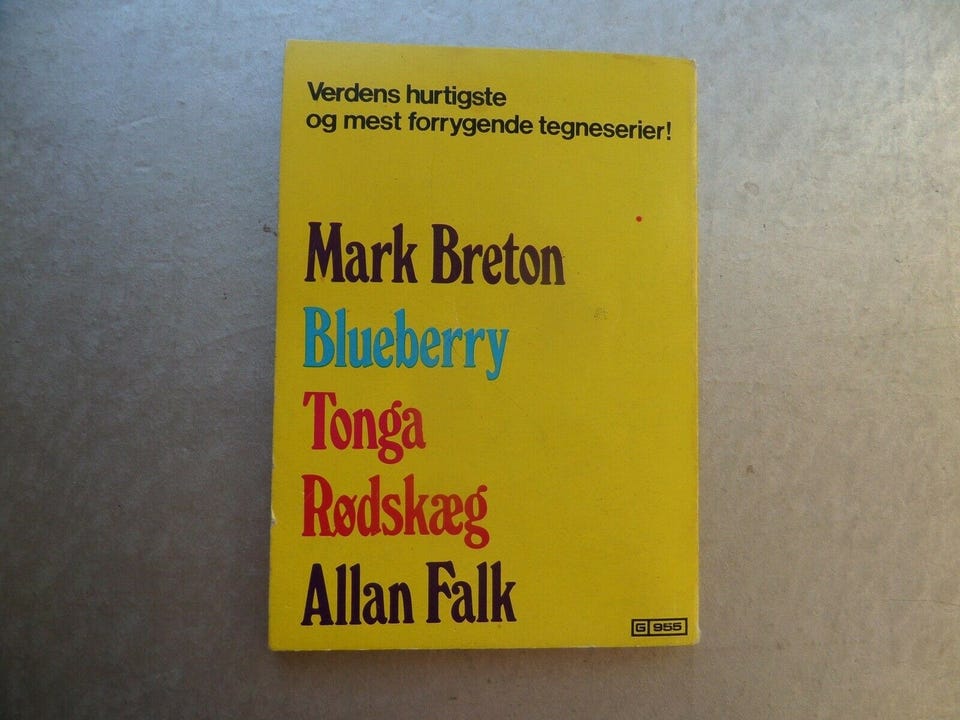 Verdens hurtigste
og mest forrygende tegneserier!
Mark Breton
Blueberry
Tonga
Rødskæg
Allan Falk
G 955